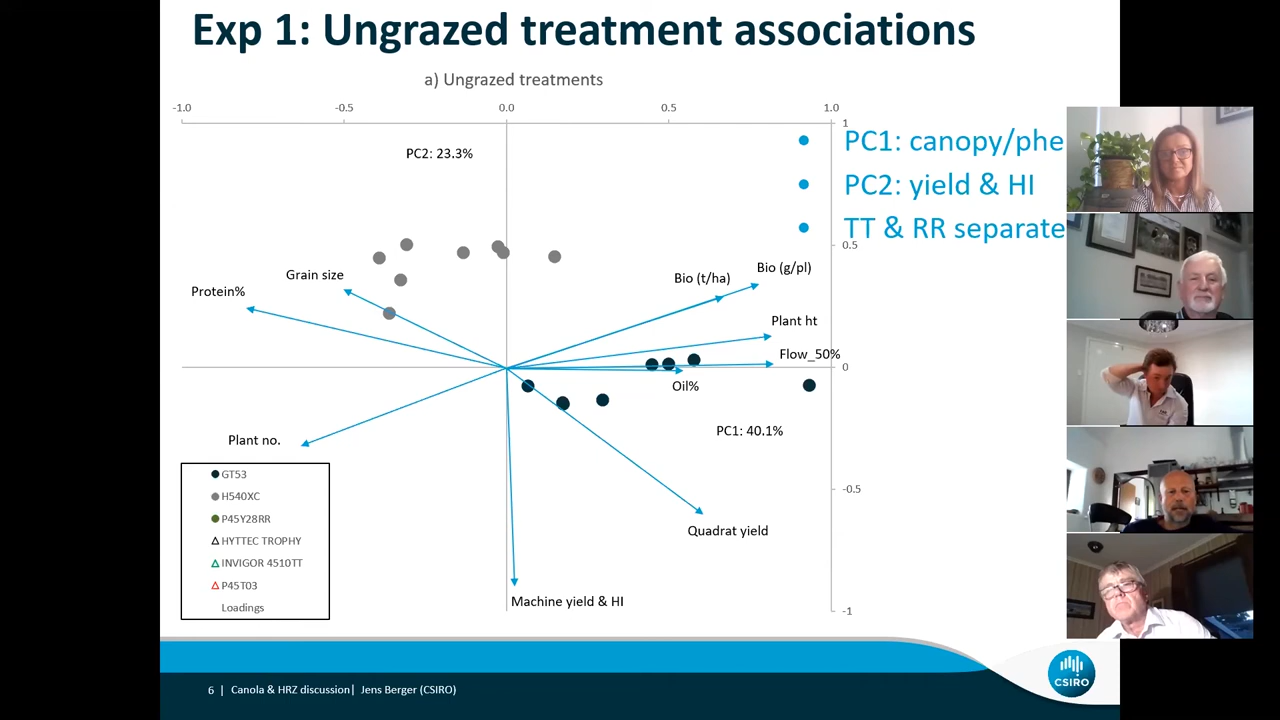 Exp 1: Ungrazed treatment associations
a) Ungrazed treatments
-1.0 -0.5 0.0 0.5 1.0
1
PC2: 23.3%
PC1: canopy/phe
PC2: yield & HI
TT & RR separate
0.5
Bio (g/pl)
Bio (t/ha)
Grain size
Protein%
Plant ht
Flow_50%
0
Oil%
PC1: 40.1%
Plant no.
-0.5
Quadrat yield
Machine yield & HI
-1
GT53
H540XC
P45Y28RR
HYTTEC TROPHY
INVIGOR 4510TT
P45T03
Loadings
6 | Canola & HRZ discussion| Jens Berger (CSIRO)
CSIRO